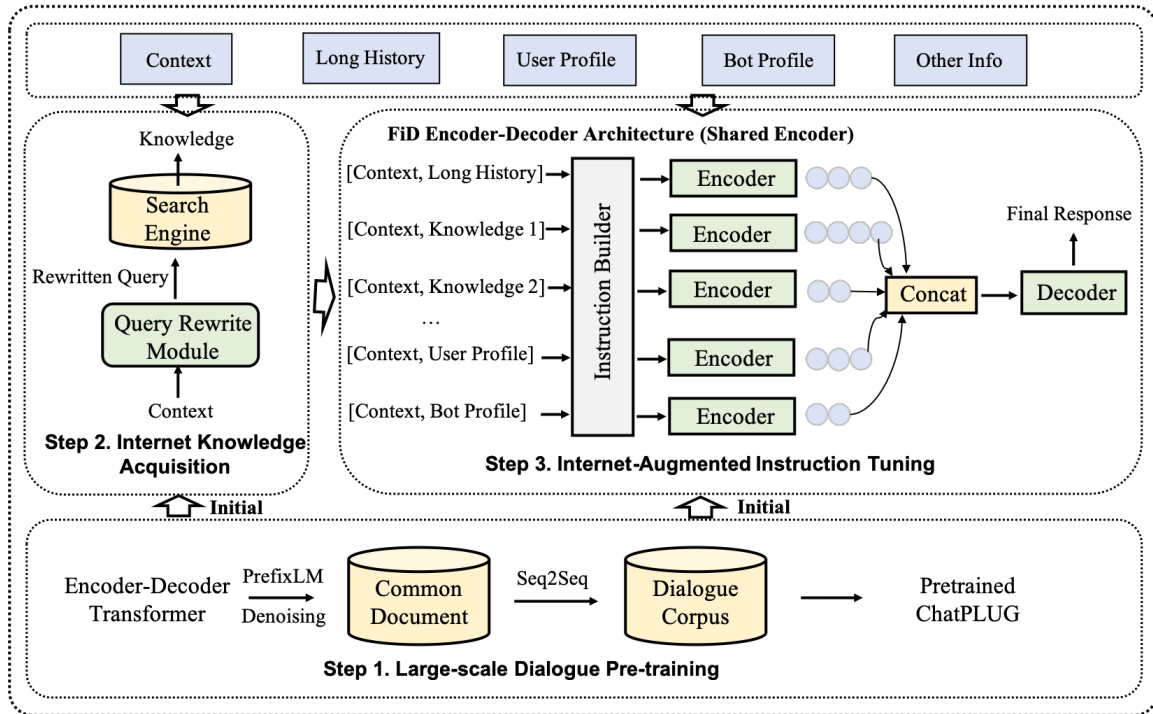 Context
Long History
User Profile
Bot Profile
Other Info
Knowledge
Search
Engine
Rewritten Query
Query Rewrite
Module
Context
Step 2. Internet Knowledge
Acquisition
FiD Encoder-Decoder Architecture (Shared Encoder)
[Context, Long History]
[Context, Knowledge 1]
[Context, Knowledge 2]
...
[Context, User Profile]
[Context, Bot Profile]
Instruction Builder
Encoder
Encoder
Encoder
Encoder
Encoder
Concat
Final Response
Decoder
Step 3. Internet-Augmented Instruction Tuning
Initial
Initial
Encoder-Decoder
Transformer
PrefixLM
Denoising
Common
Document
Seq2Seq
Dialogue
Corpus
Pretrained
ChatPLUG
Step 1. Large-scale Dialogue Pre-training